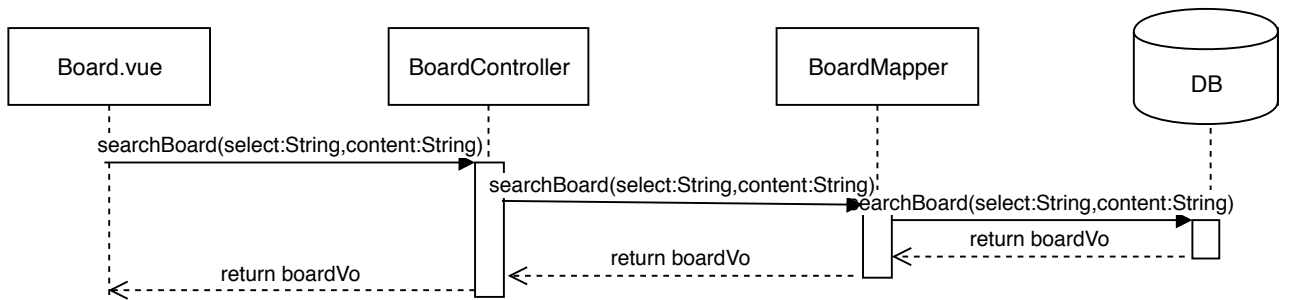 Board.vue
BoardController
BoardMapper
DB
searchBoard(select:String,content:String)
searchBoard(select:String,content:String)
searchBoard(select:String,content:String)
return boardVo
return boardVo
return boardVo